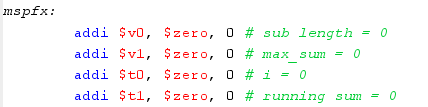 mspfx:
addi $v0, $zero, 0 # sub length = 0
addi $v1, $zero, 0 # max_sum = 0
addi $t0, $zero, 0 # i = 0
addi $t1, $zero, 0 # running sum = 0